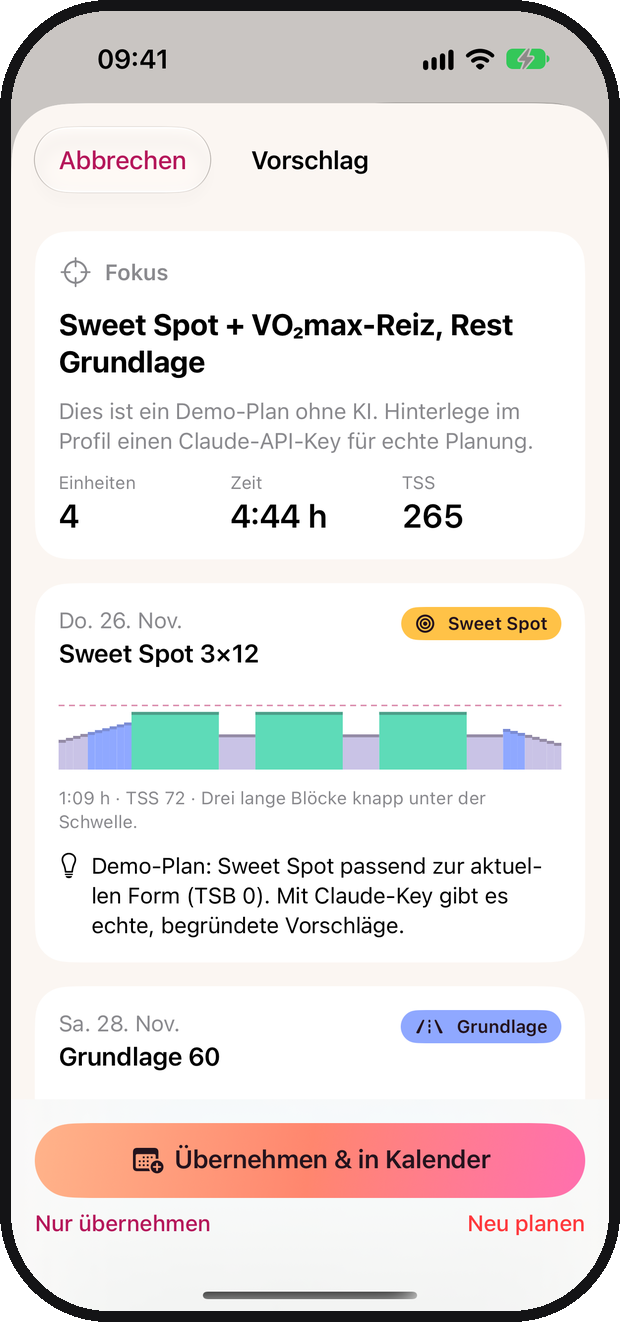 09:41
Abbrechen
Vorschlag
Fokus
Sweet Spot + VO₂max-Reiz, Rest
Grundlage
Dies ist ein Demo-Plan ohne KI. Hinterlege im
Profil einen Claude-API-Key für echte Planung.
Einheiten Zeit TSS
4 4:44 h 265
Do. 26. Nov.
Sweet Spot
Sweet Spot 3×12
1:09 h · TSS 72 · Drei lange Blöcke knapp unter der
Schwelle.
Demo-Plan: Sweet Spot passend zur aktuel-
len Form (TSB 0). Mit Claude-Key gibt es
echte, begründete Vorschläge.
Sa. 28. Nov.
Grundlage
Grundlage 60
Übernehmen & in Kalender
Nur übernehmen
Neu planen